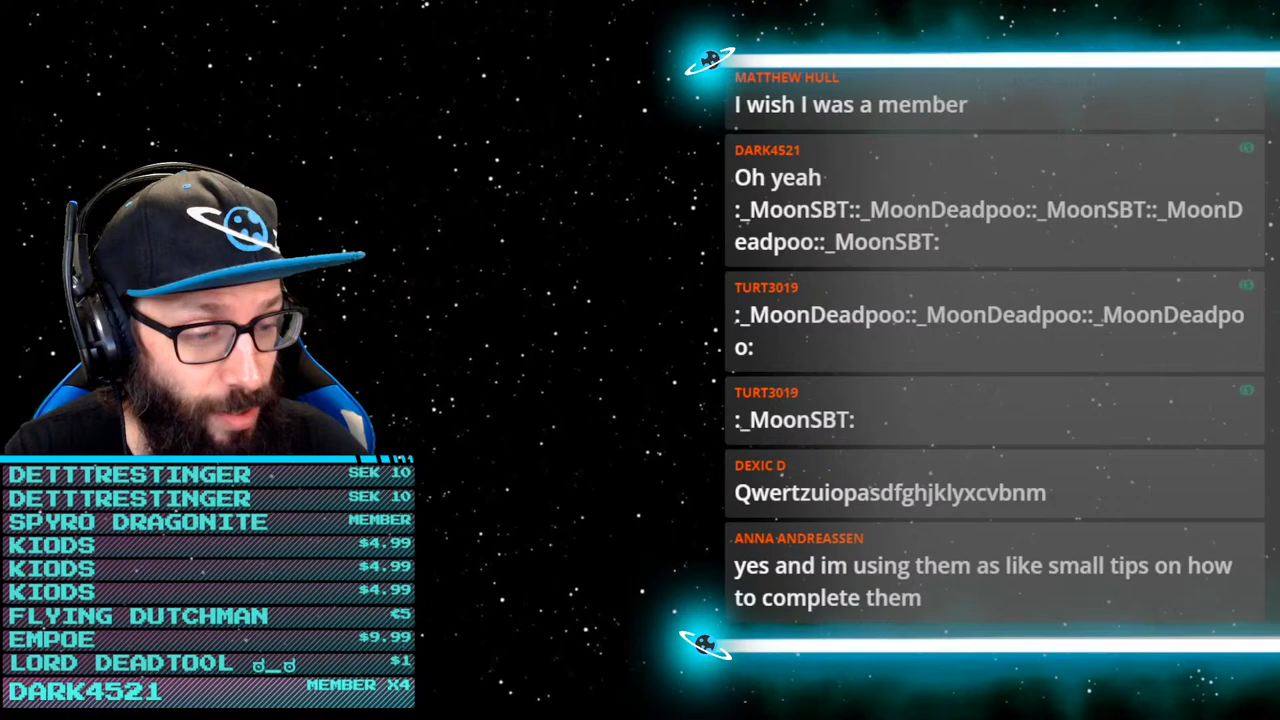 MATTHEW HULL
I wish I was a member
DARK4521
Oh yeah
:_MoonSBT::_MoonDeadpoo::_MoonSBT::_MoonD
eadpoo::_MoonSBT:
TURT3019
:_MoonDeadpoo::_MoonDeadpoo::_MoonDeadpo
o:
TURT3019
:_MoonSBT:
DEXIC D
Qwertzuiopasdfghjklyxcvbnm
ANNA ANDREASSEN
yes and im using them as like small tips on how
to complete them
DETTTRESTINGER SEK 10
DETTTRESTINGER SEK 10
SPYRO DRAGONITE MEMBER
KIODS $4.99
KIODS $4.99
KIODS $4.99
FLYING DUTCHMAN €5
EMPOE $9.99
LORD DEADTOOL ఠ_ఠ $1
DARK4521 MEMBER X4